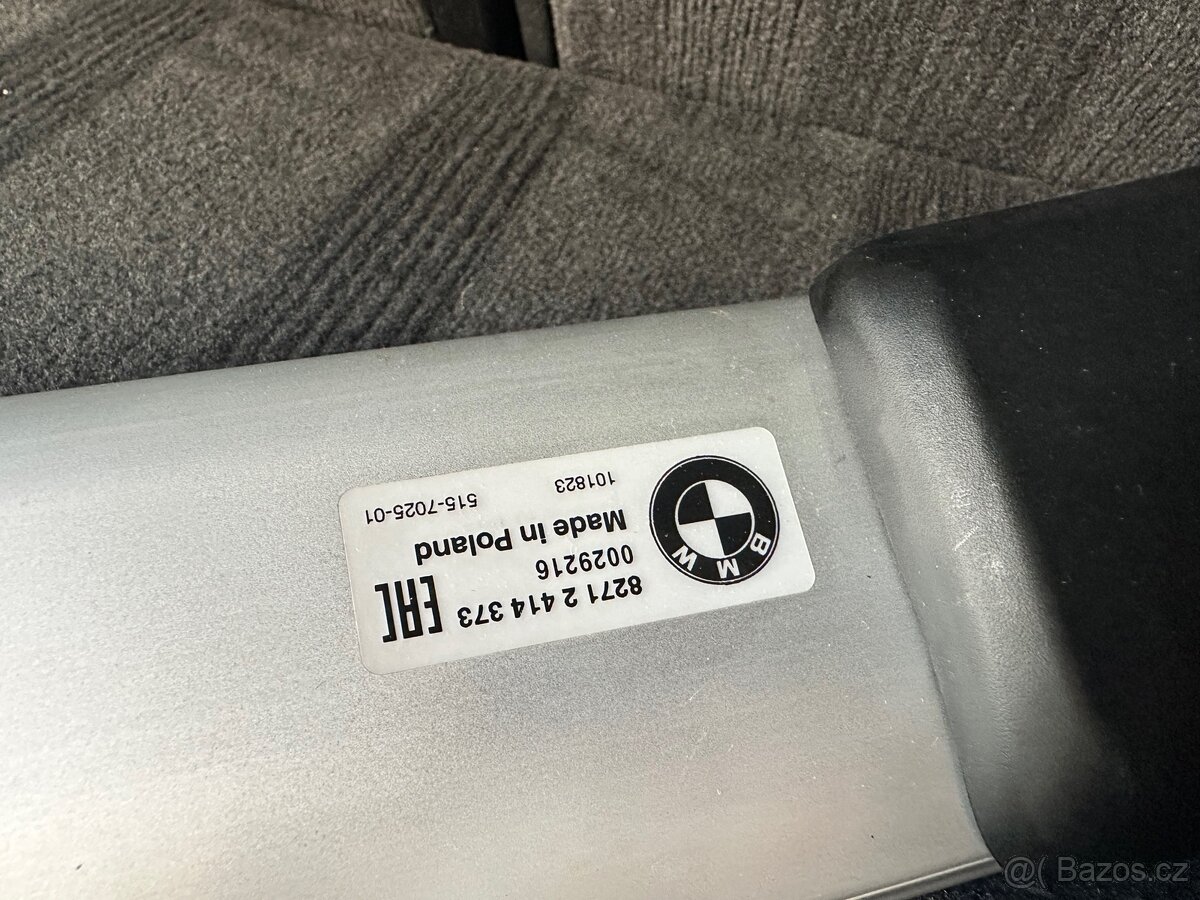 BMW
8271 2 414 373
0029216
Made in Poland
101823
515-7025-01
EAC
@( Bazos.cz